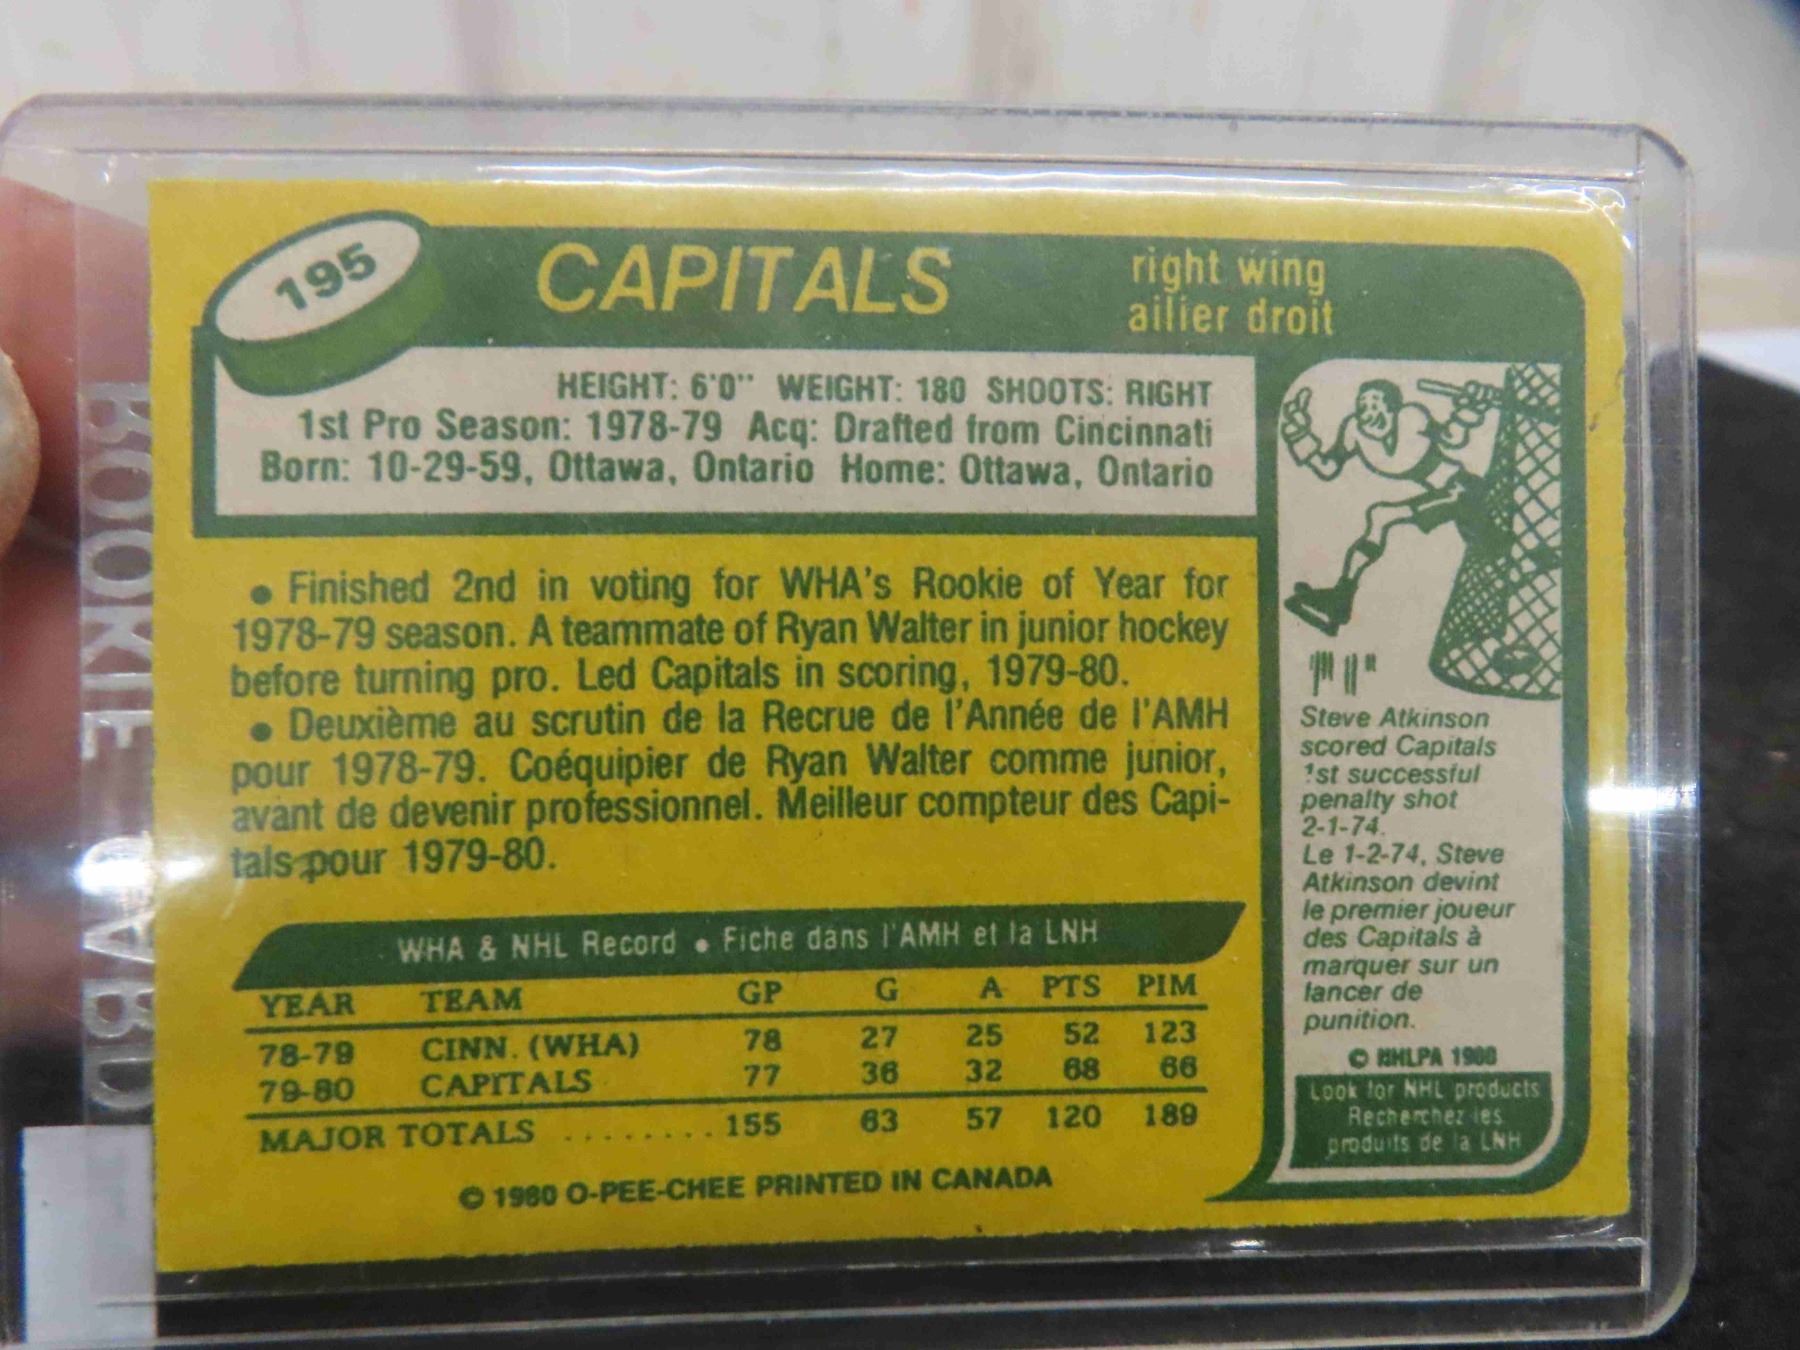 ROOKIE CARD
195
CAPITALS
right wing
ailier droit
HEIGHT: 6'0" WEIGHT: 180 SHOOTS: RIGHT
1st Pro Season: 1978-79 Acq: Drafted from Cincinnati
Born: 10-29-59, Ottawa, Ontario Home: Ottawa, Ontario
• Finished 2nd in voting for WHA's Rookie of Year for
1978-79 season. A teammate of Ryan Walter in junior hockey
before turning pro. Led Capitals in scoring, 1979-80.
• Deuxième au scrutin de la Recrue de l'Année de l'AMH
pour 1978-79. Coéquipier de Ryan Walter comme junior,
avant de devenir professionnel. Meilleur compteur des Capi-
tals pour 1979-80.
WHA & NHL Record • Fiche dans l'AMH et la LNH
YEAR TEAM GP G A PTS PIM
78-79 CINN. (WHA) 78 27 25 52 123
79-80 CAPITALS 77 36 32 68 66
MAJOR TOTALS ........ 155 63 57 120 189
© 1980 O-PEE-CHEE PRINTED IN CANADA
Steve Atkinson
scored Capitals
1st successful
penalty shot
2-1-74.
Le 1-2-74, Steve
Atkinson devint
le premier joueur
des Capitals à
marquer sur un
lancer de
punition.
© NHLPA 1980
Look for NHL products
Recherchez les
produits de la LNH